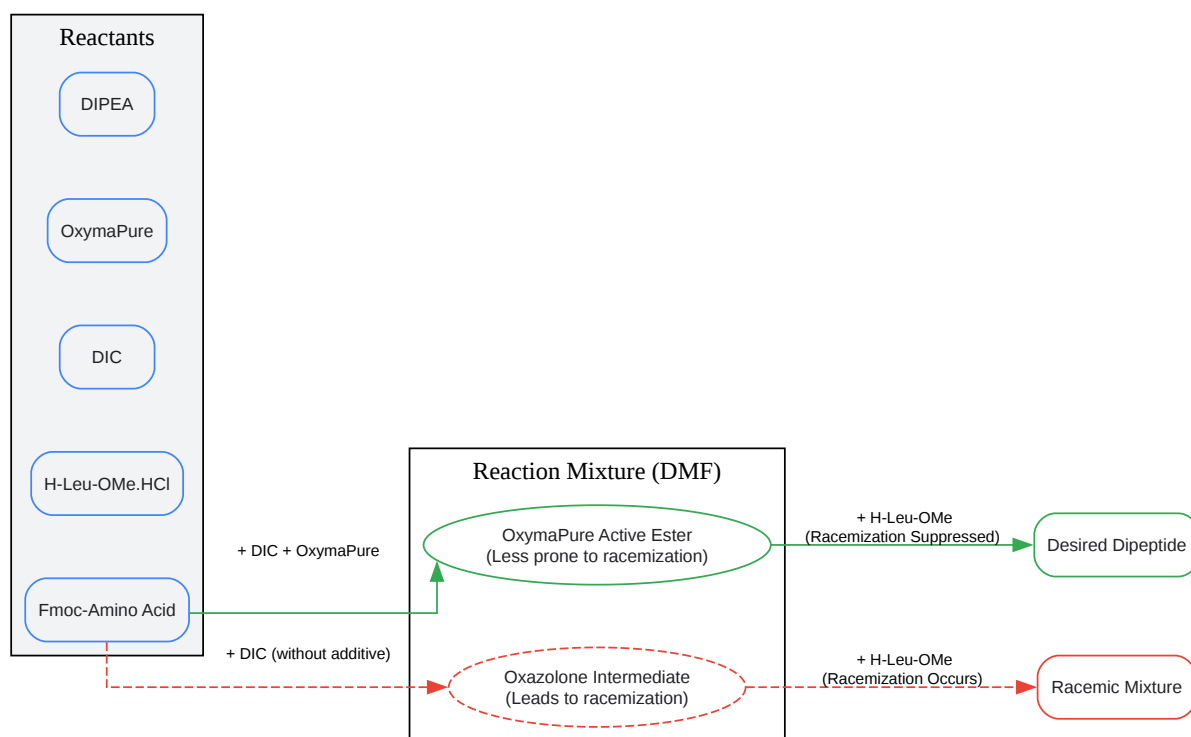 Reactants
DIPEA
OxymaPure
DIC
H-Leu-OMe.HCl
Fmoc-Amino Acid
+ DIC + OxymaPure
+ DIC (without additive)
Reaction Mixture (DMF)
OxymaPure Active Ester
(Less prone to racemization)
Oxazolone Intermediate
(Leads to racemization)
+ H-Leu-OMe
(Racemization Suppressed)
+ H-Leu-OMe
(Racemization Occurs)
Desired Dipeptide
Racemic Mixture